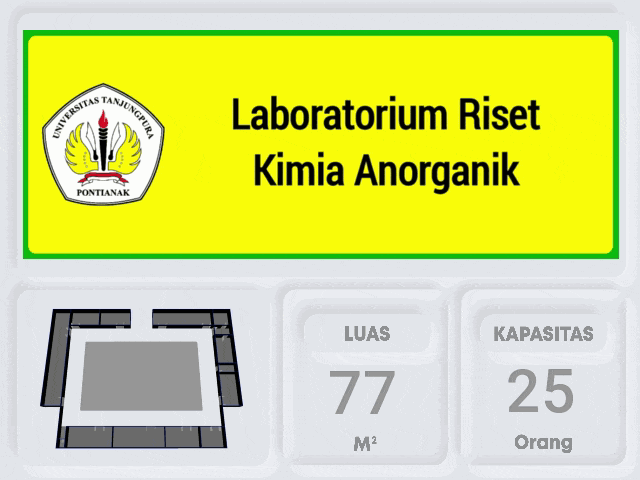 UNIVERSITAS TANJUNGPURA
PONTIANAK
Laboratorium Riset
Kimia Anorganik
LUAS
77
M²
KAPASITAS
25
Orang